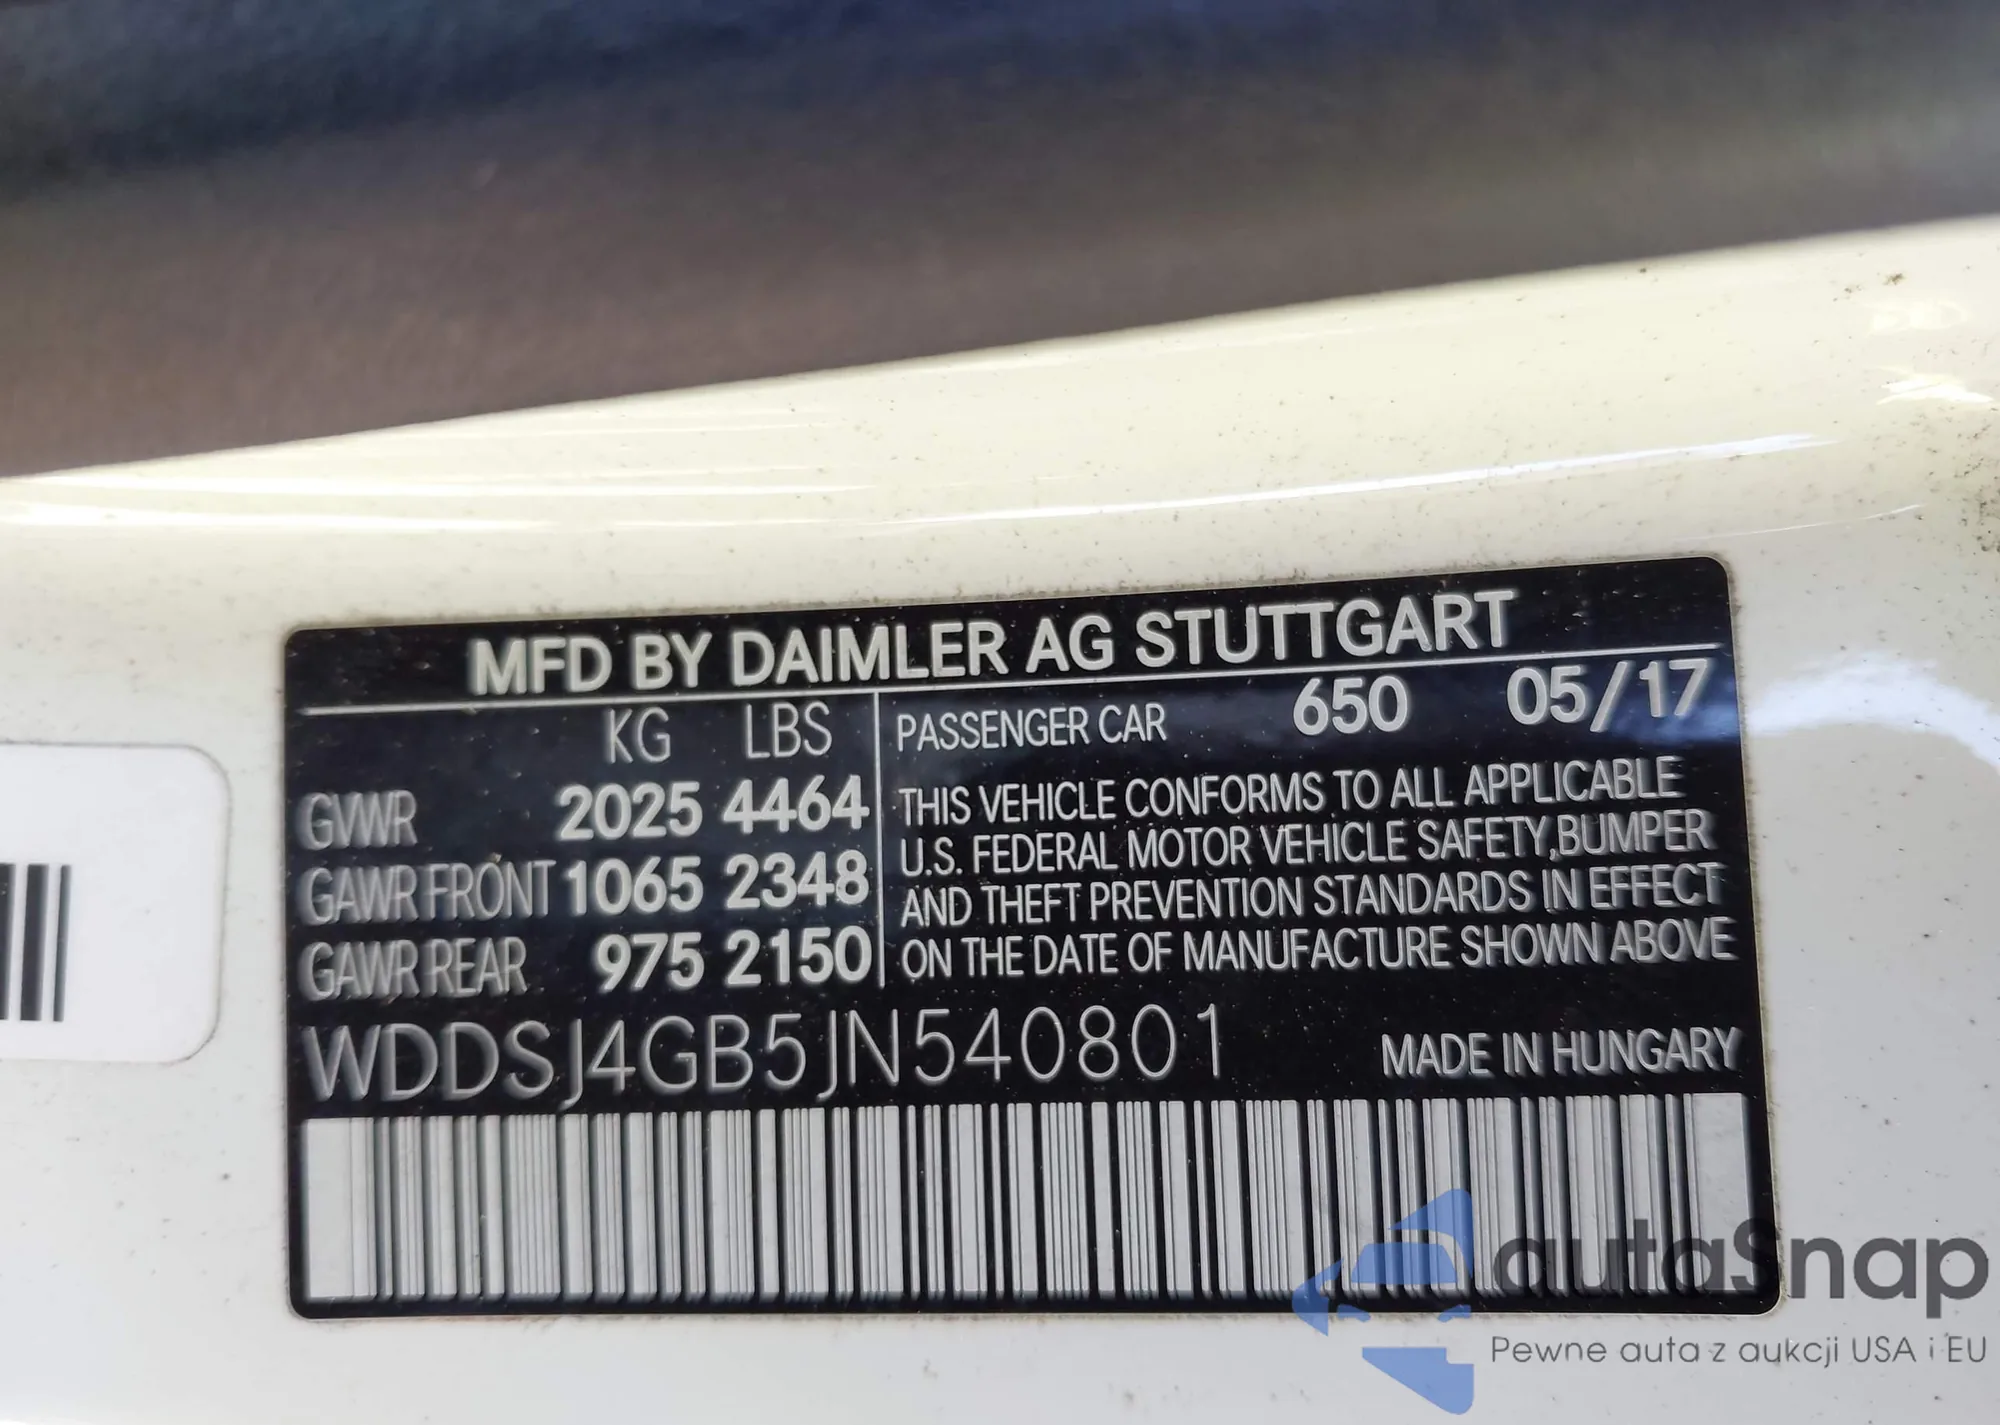 MFD BY DAIMLER AG STUTTGART
KG LBS
GVWR 2025 4464
GAWR FRONT 1065 2348
GAWR REAR 975 2150
PASSENGER CAR 650 05/17
THIS VEHICLE CONFORMS TO ALL APPLICABLE
U.S. FEDERAL MOTOR VEHICLE SAFETY,BUMPER
AND THEFT PREVENTION STANDARDS IN EFFECT
ON THE DATE OF MANUFACTURE SHOWN ABOVE
WDDSJ4GB5JN540801
MADE IN HUNGARY
autaSnap
Pewne auta z aukcji USA i EU